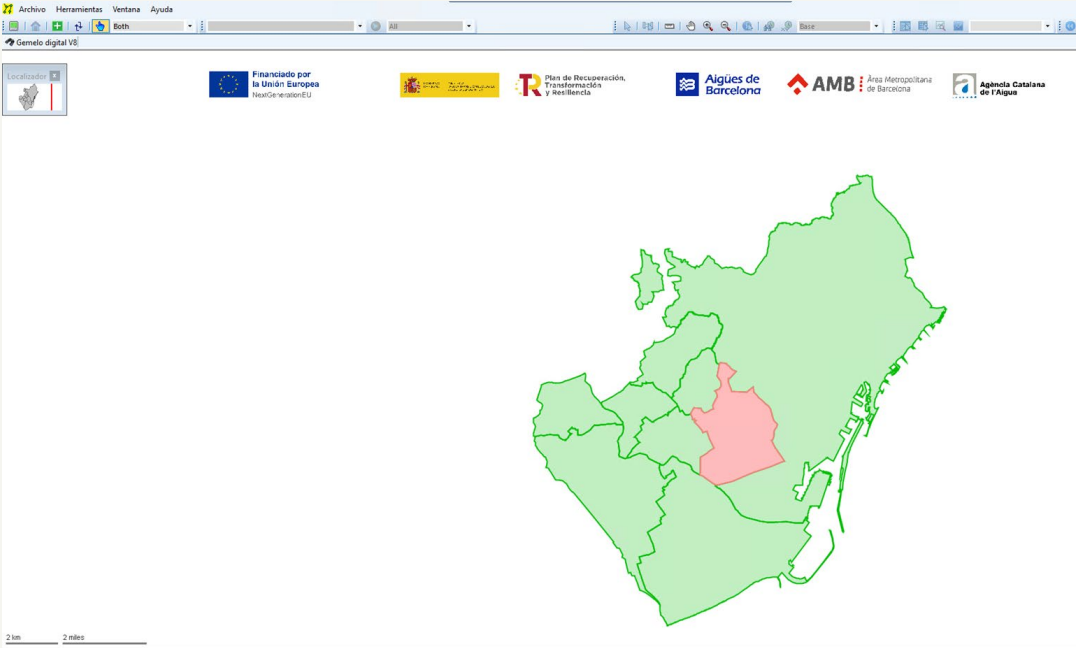 Archivo Herramientas Ventana Ayuda
Both
All
Base
Gemelo digital V8
Localizador
Financiado por
la Unión Europea
NextGenerationEU
Plan de Recuperación,
Transformación
y Resiliencia
Aigües de
Barcelona
AMB
Àrea Metropolitana
de Barcelona
Agència Catalana
de l'Aigua
2 km
2 miles